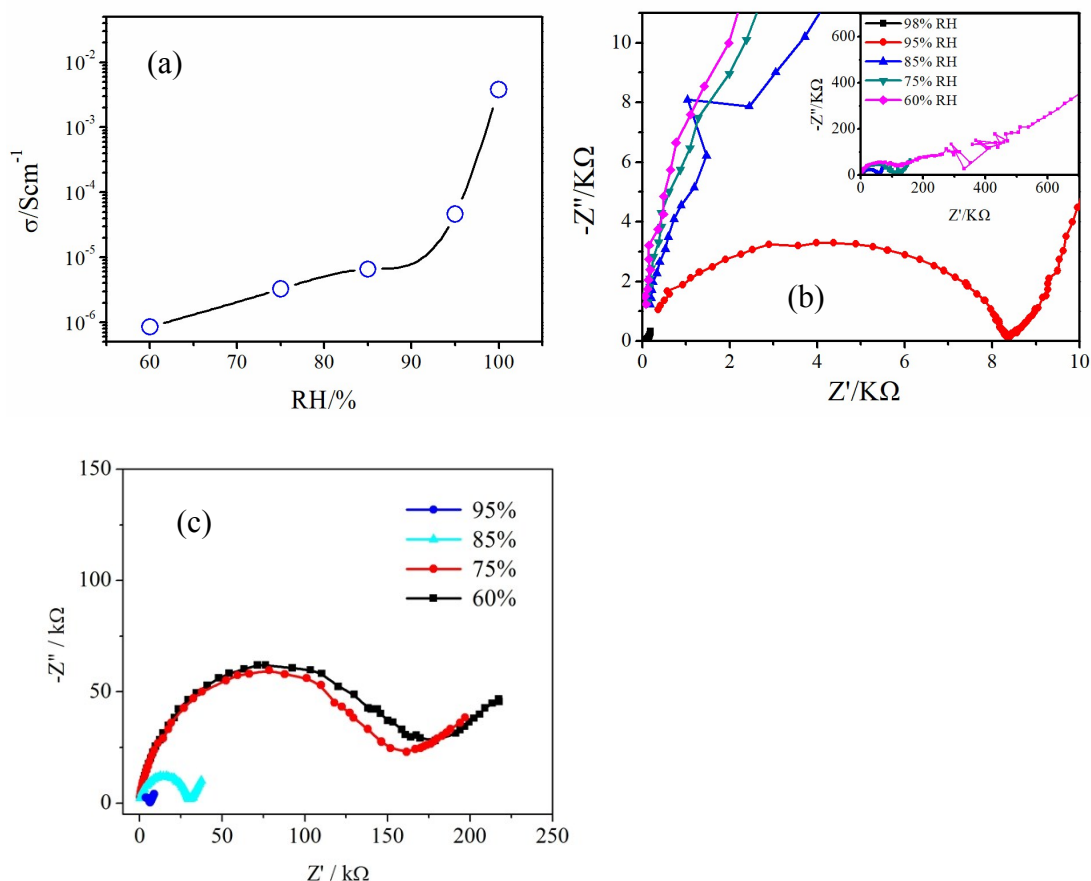 (a)
10⁻²
10⁻³
10⁻⁴
10⁻⁵
10⁻⁶
σ/Scm⁻¹
60 70 80 90 100
RH/%
(b)
10
8
6
4
2
0
-Z''/KΩ
0 2 4 6 8 10
Z'/KΩ
98% RH
95% RH
85% RH
75% RH
60% RH
600
400
200
0
-Z''/KΩ
0 200 400 600
Z'/KΩ
(c)
150
100
50
0
-Z'' / kΩ
95%
85%
75%
60%
0 50 100 150 200 250
Z' / kΩ